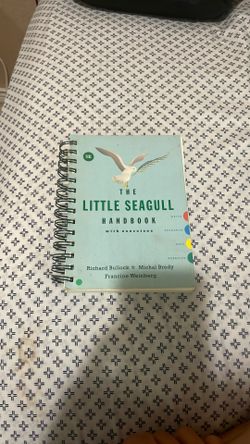 THE
LITTLE SEAGULL
HANDBOOK
with exercises
Richard Bullock
Michal Brody
Francine Weinberg